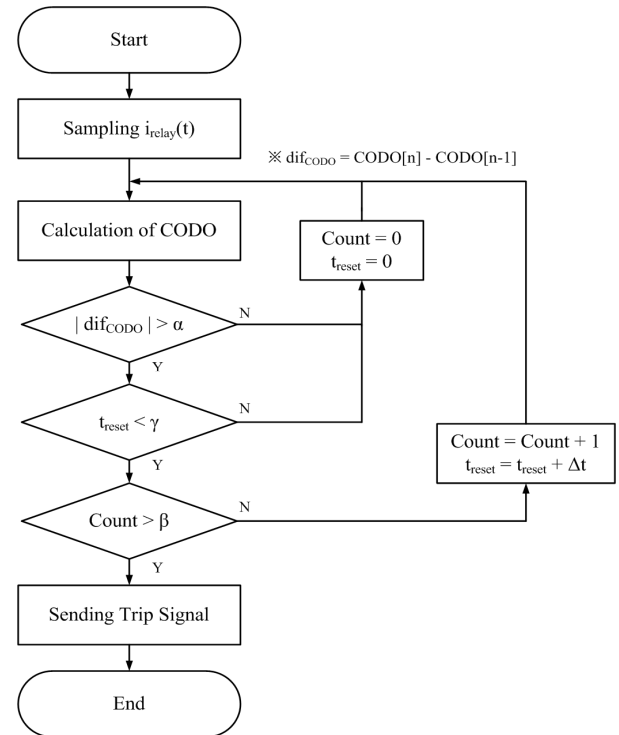 Start
Sampling i_relay(t)
※ dif_CODO = CODO[n] - CODO[n-1]
Calculation of CODO
Count = 0
t_reset = 0
| dif_CODO | > α
N
Y
t_reset < γ
N
Y
Count = Count + 1
t_reset = t_reset + Δt
Count > β
N
Y
Sending Trip Signal
End